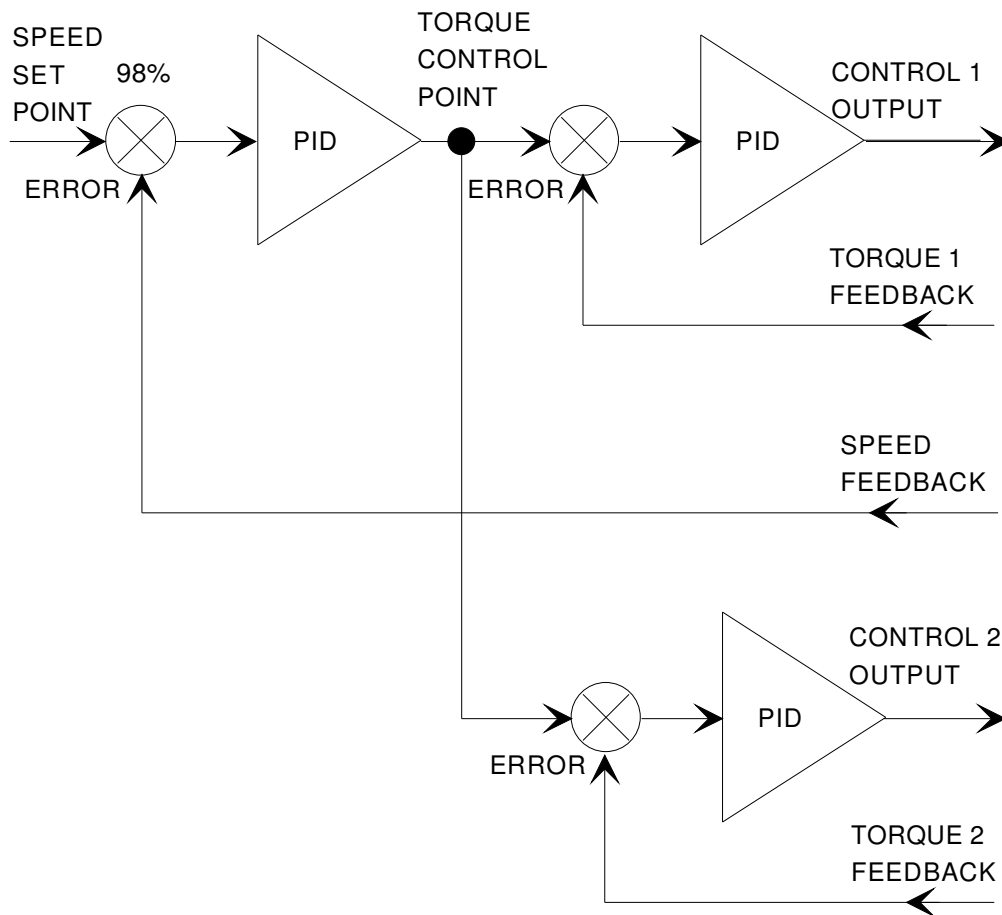 SPEED
SET
POINT
98%
ERROR
PID
TORQUE
CONTROL
POINT
ERROR
PID
CONTROL 1
OUTPUT
TORQUE 1
FEEDBACK
SPEED
FEEDBACK
ERROR
PID
CONTROL 2
OUTPUT
TORQUE 2
FEEDBACK